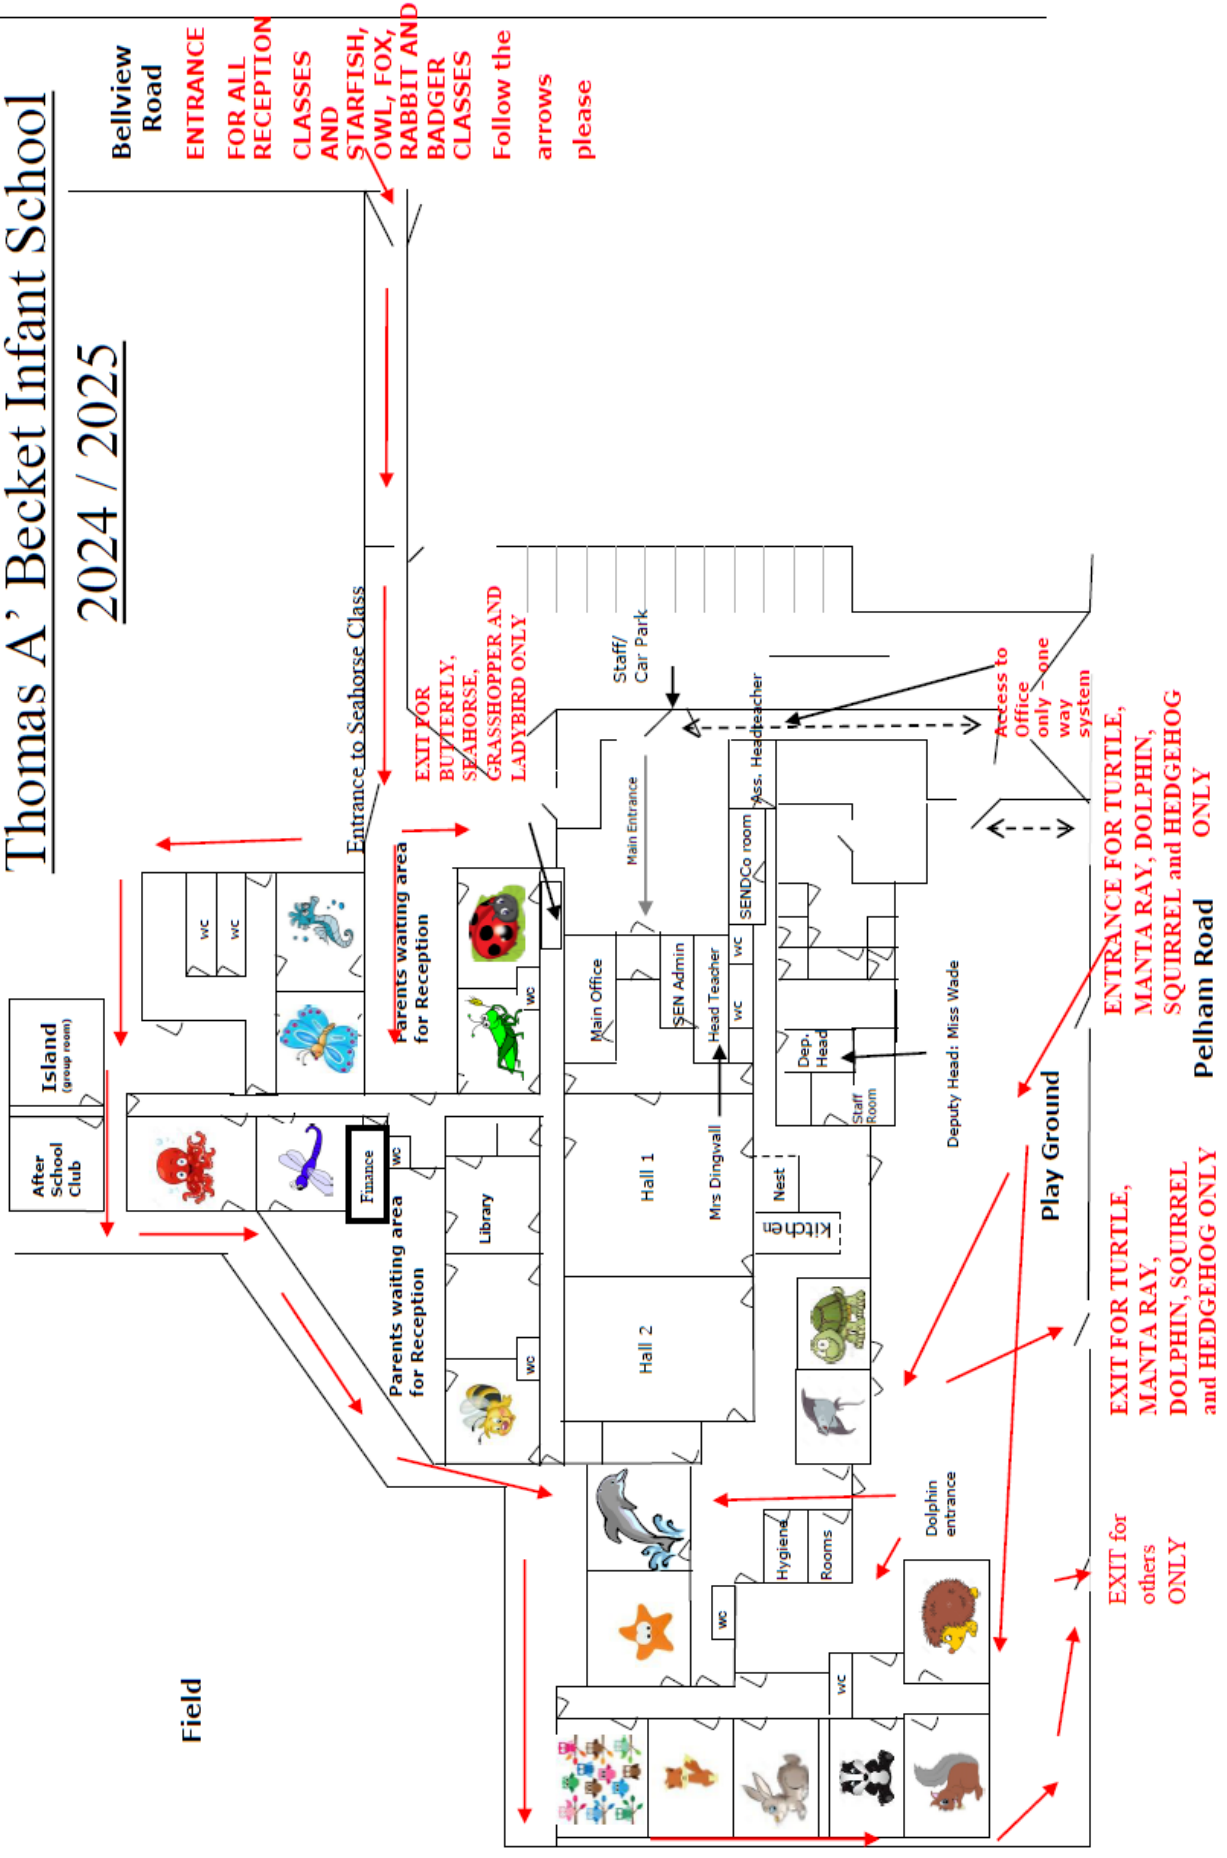 Thomas A' Becket Infant School
2024 / 2025
Bellview
Road
ENTRANCE
FOR ALL
RECEPTION
CLASSES
AND
STARFISH,
OWL, FOX,
RABBIT AND
BADGER
CLASSES
Follow the
arrows
please
Entrance to Seahorse Class
EXIT FOR
BUTTERFLY,
SEAHORSE,
GRASSHOPPER AND
LADYBIRD ONLY
Staff/
Car Park
Access to
Office
only – one
way
system
Main Entrance
Ass. Headteacher
SENDCo room
wc
wc
Parents waiting area
for Reception
wc
Main Office
SEN Admin
Head Teacher
wc
wc
Dep.
Head
Staff
Room
Deputy Head: Miss Wade
ENTRANCE FOR TURTLE,
MANTA RAY, DOLPHIN,
SQUIRREL and HEDGEHOG
ONLY
Pelham Road
Island
(group room)
After
School
Club
Finance
wc
Parents waiting area
for Reception
Library
Hall 1
Mrs Dingwall
Nest
kitchen
Play Ground
Hall 2
wc
EXIT FOR TURTLE,
MANTA RAY,
DOLPHIN, SQUIRREL
and HEDGEHOG ONLY
Hygiene
Rooms
Dolphin
entrance
EXIT for
others
ONLY
wc
wc
Field